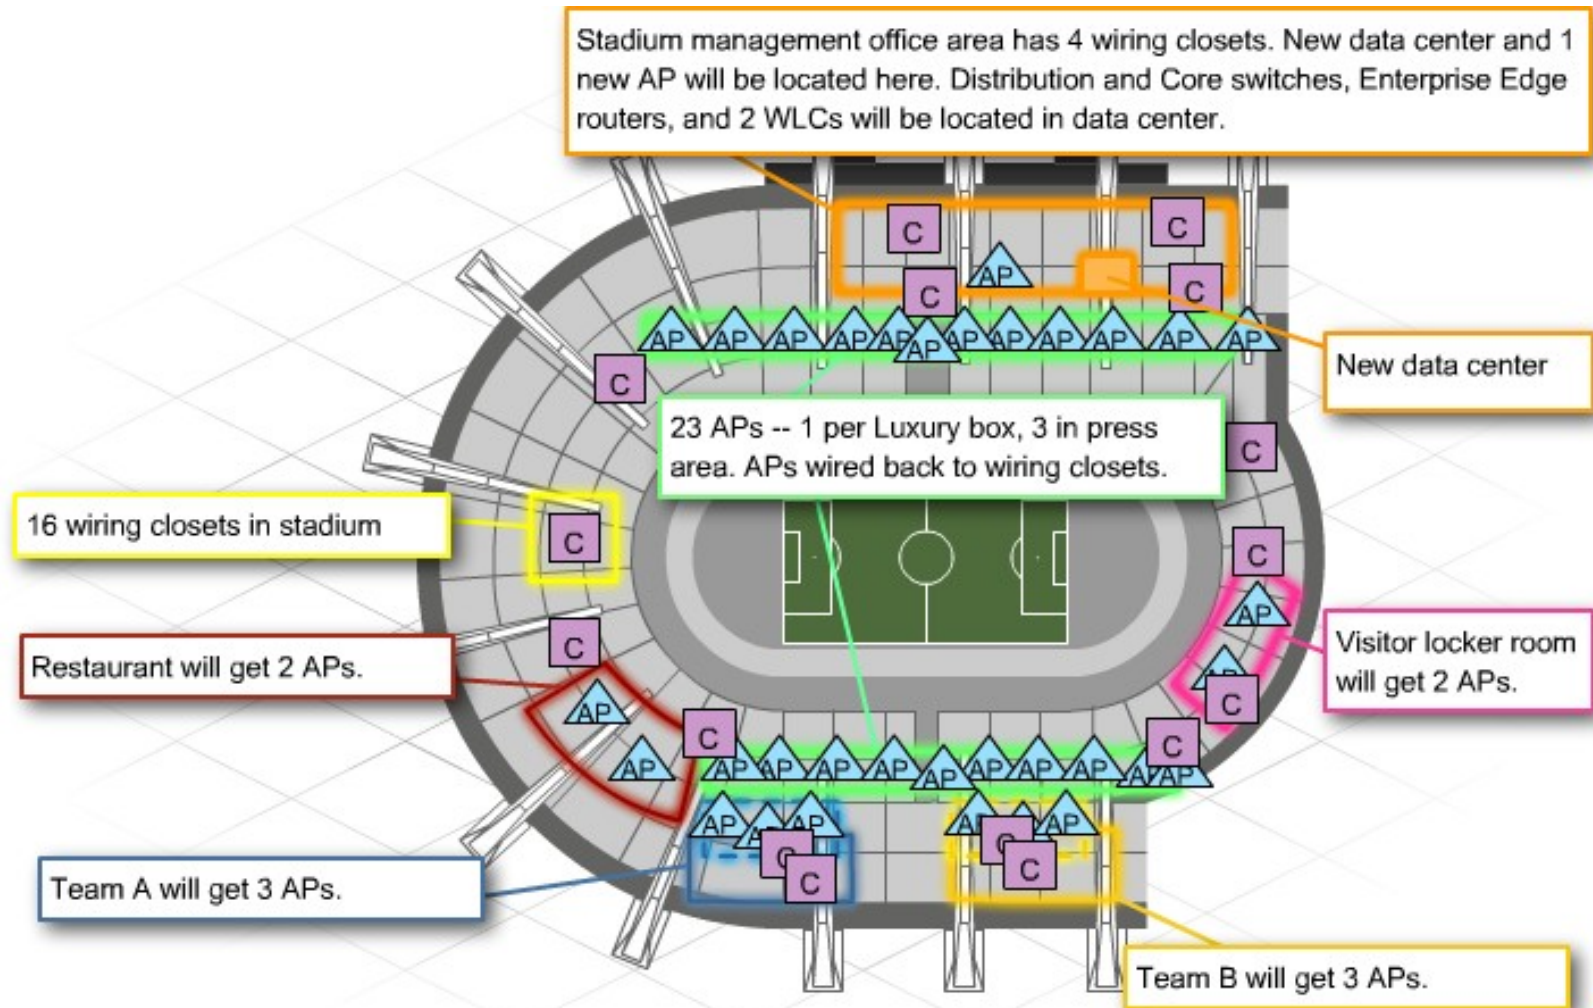 Stadium management office area has 4 wiring closets. New data center and 1
new AP will be located here. Distribution and Core switches, Enterprise Edge
routers, and 2 WLCs will be located in data center.
C
C
AP
C
C
AP AP AP AP AP AP AP AP AP AP AP AP
New data center
C
23 APs -- 1 per Luxury box, 3 in press
area. APs wired back to wiring closets.
C
16 wiring closets in stadium
C
C
AP
Visitor locker room
will get 2 APs.
C
Restaurant will get 2 APs.
AP
AP
C
C
C
AP
AP AP AP AP AP AP AP AP AP AP
AP AP AP
AP AP AP
C
C
C
C
Team A will get 3 APs.
Team B will get 3 APs.